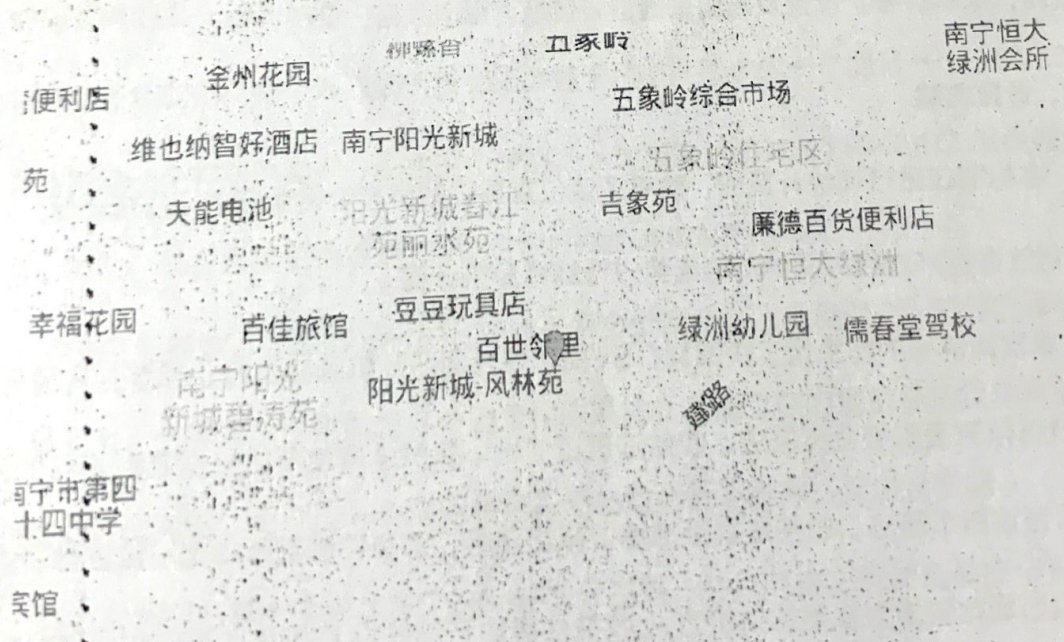 五象岭
南宁恒大
绿洲会所
金州花园
便利店
五象岭综合市场
维也纳智好酒店
南宁阳光新城
五象岭住宅区
苑
天能电池
阳光新城春江
苑丽水苑
吉象苑
廉德百货便利店
南宁恒大绿洲
幸福花园
百佳旅馆
豆豆玩具店
绿洲幼儿园
儒春堂驾校
百世邻里
南宁阳光
新城碧涛苑
阳光新城-风林苑
建路
南宁市第四
十四中学
宾馆